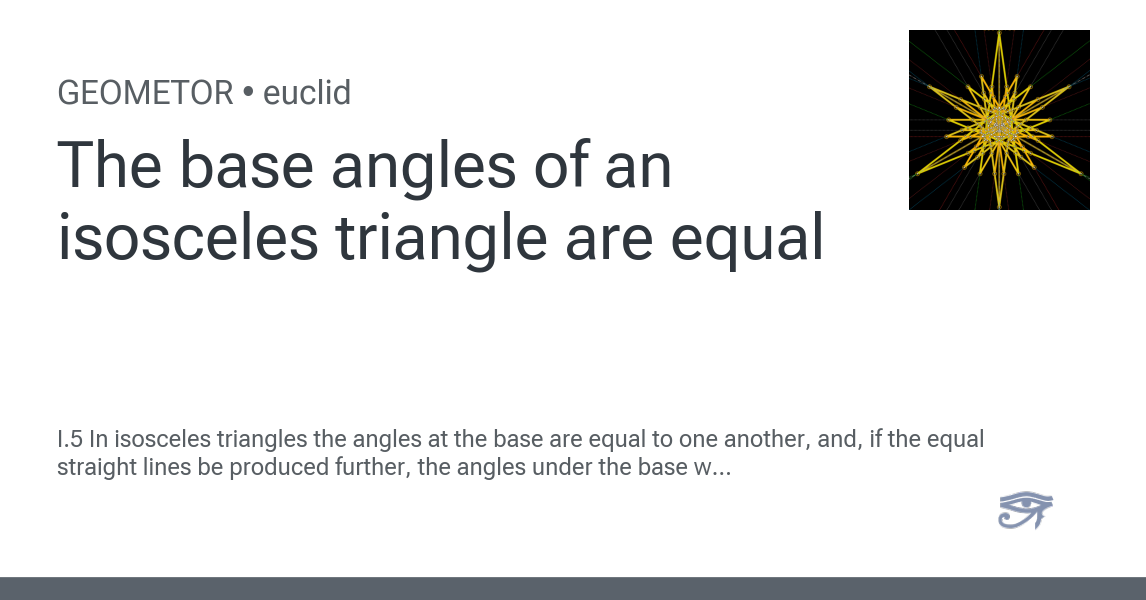 GEOMETOR • euclid
The base angles of an
isosceles triangle are equal
I.5 In isosceles triangles the angles at the base are equal to one another, and, if the equal
straight lines be produced further, the angles under the base w...